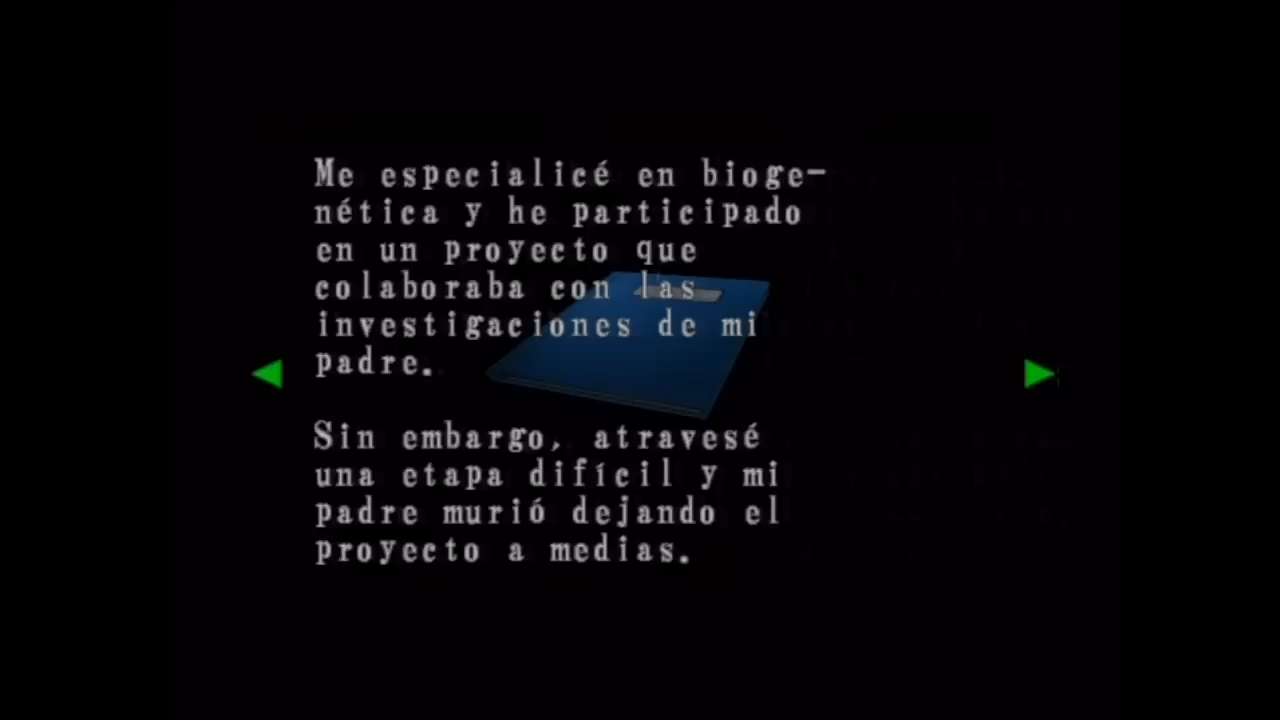 Me especialicé en bioge-
nética y he participado
en un proyecto que
colaboraba con las
investigaciones de mi
padre.
Sin embargo, atravesé
una etapa difícil y mi
padre murió dejando el
proyecto a medias.